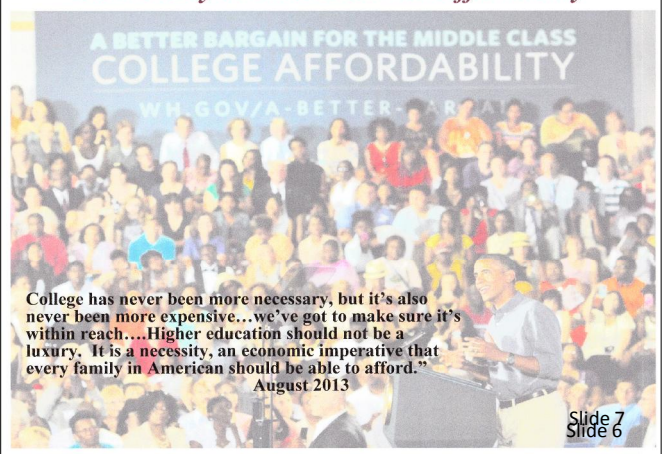 A BETTER BARGAIN FOR THE MIDDLE CLASS
COLLEGE AFFORDABILITY
WH.GOV/A-BETTER-
College has never been more necessary, but it's also
never been more expensive…we've got to make sure it's
within reach….Higher education should not be a
luxury.  It is a necessity, an economic imperative that
every family in American should be able to afford."
August 2013
Slide 7
Slide 6